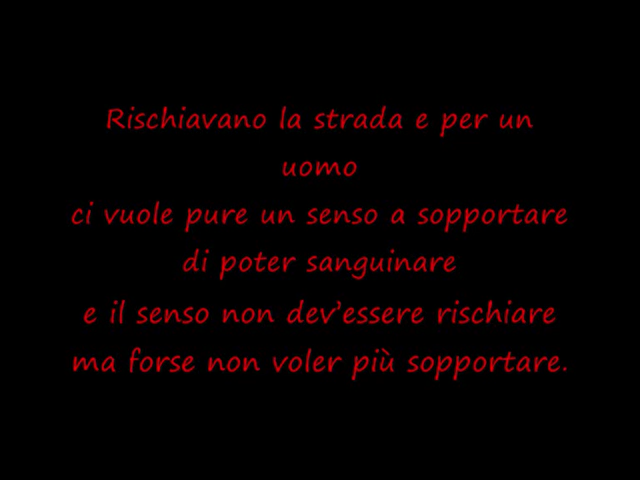 Rischiavano la strada e per un
uomo
ci vuole pure un senso a sopportare
di poter sanguinare
e il senso non dev'essere rischiare
ma forse non voler più sopportare.